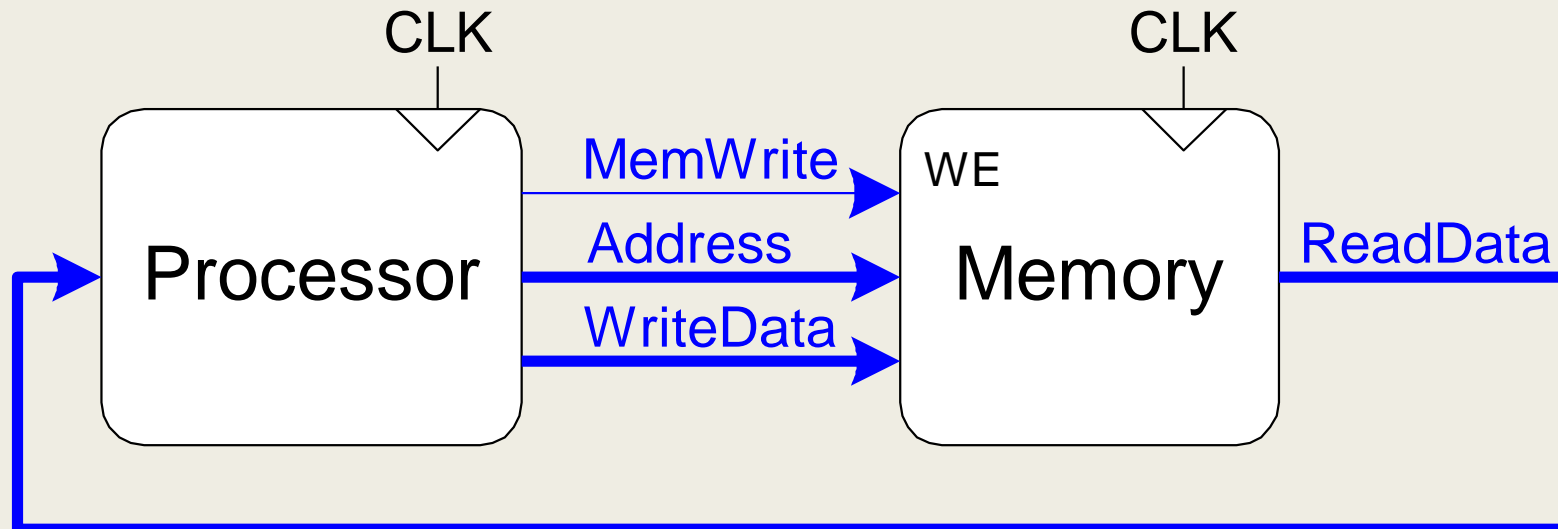 CLK
CLK
MemWrite
WE
Processor
Address
Memory
ReadData
WriteData